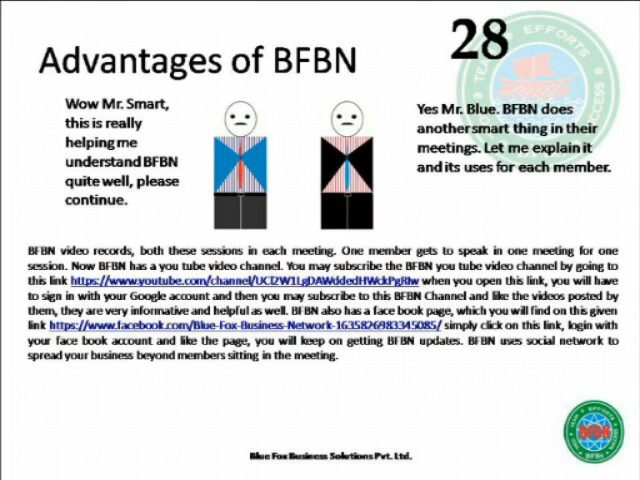 Advantages of BFBN
28
Wow Mr. Smart,
this is really
helping me
understand BFBN
quite well, please
continue.
Yes Mr. Blue. BFBN does
another smart thing in their
meetings. Let me explain it
and its uses for each member.
BFBN video records, both these sessions in each meeting. One member gets to speak in one meeting for one
session. Now BFBN has a you tube video channel. You may subscribe the BFBN you tube video channel by going to
this link when you open this link, you will have
to sign in with your Google account and then you may subscribe to this BFBN Channel and like the videos posted by
them, they are very informative and helpful as well. BFBN also has a face book page, which you will find on this given
link https://www.facebook.com/Blue-Fox-Business-Network-1635826983345085/ simply click on this link, login with
your face book account and like the page, you will keep on getting BFBN updates. BFBN uses social network to
spread your business beyond members sitting in the meeting.
Blue Fox Business Solutions Pvt. Ltd.
TEAM EFFORTS SUCCESS
BFBN